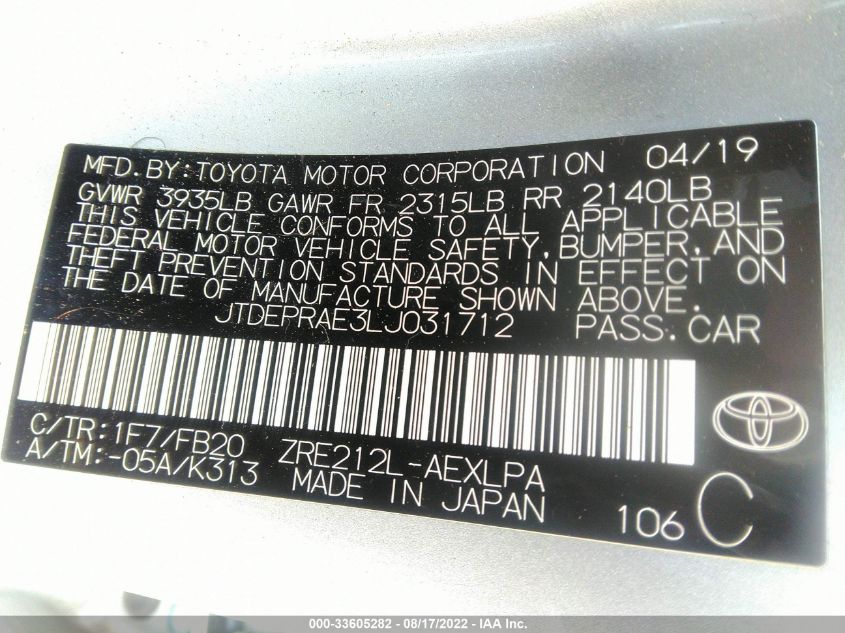 MFD.BY:TOYOTA MOTOR CORPORATION 04/19
GVWR 3935LB GAWR FR 2315LB RR 2140LB
THIS VEHICLE CONFORMS TO ALL APPLICABLE
FEDERAL MOTOR VEHICLE SAFETY, BUMPER, AND
THEFT PREVENTION STANDARDS IN EFFECT ON
THE DATE OF MANUFACTURE SHOWN ABOVE.
JTDEPRAE3LJ031712 PASS.CAR
C/TR:1F7/FB20 ZRE212L-AEXLPA
A/TM:-05A/K313 MADE IN JAPAN 106 C
000-33605282 - 08/17/2022 - IAA Inc.